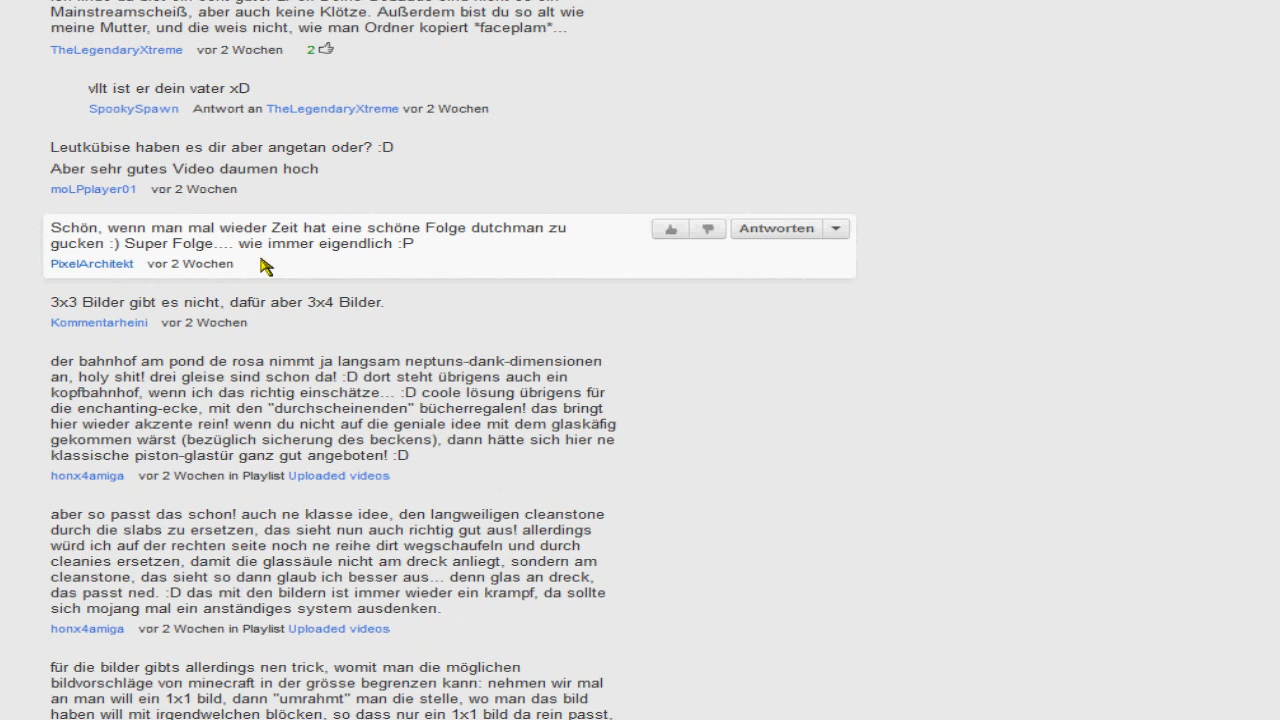 Mainstreamscheiß, aber auch keine Klötze. Außerdem bist du so alt wie
meine Mutter, und die weis nicht, wie man Ordner kopiert *faceplam*...
TheLegendaryXtreme vor 2 Wochen 2
vllt ist er dein vater xD
SpookySpawn Antwort an TheLegendaryXtreme vor 2 Wochen
Leutkübise haben es dir aber angetan oder? :D
Aber sehr gutes Video daumen hoch
moLPplayer01 vor 2 Wochen
Schön, wenn man mal wieder Zeit hat eine schöne Folge dutchman zu
gucken :) Super Folge.... wie immer eigendlich :P
Antworten
PixelArchitekt vor 2 Wochen
3x3 Bilder gibt es nicht, dafür aber 3x4 Bilder.
Kommentarheini vor 2 Wochen
der bahnhof am pond de rosa nimmt ja langsam neptuns-dank-dimensionen
an, holy shit! drei gleise sind schon da! :D dort steht übrigens auch ein
kopfbahnhof, wenn ich das richtig einschätze... :D coole lösung übrigens für
die enchanting-ecke, mit den "durchscheinenden" bücherregalen! das bringt
hier wieder akzente rein! wenn du nicht auf die geniale idee mit dem glaskäfig
gekommen wärst (bezüglich sicherung des beckens), dann hätte sich hier ne
klassische piston-glastür ganz gut angeboten! :D
honx4amiga vor 2 Wochen in Playlist Uploaded videos
aber so passt das schon! auch ne klasse idee, den langweiligen cleanstone
durch die slabs zu ersetzen, das sieht nun auch richtig gut aus! allerdings
würd ich auf der rechten seite noch ne reihe dirt wegschaufeln und durch
cleanies ersetzen, damit die glassäule nicht am dreck anliegt, sondern am
cleanstone, das sieht so dann glaub ich besser aus... denn glas an dreck,
das passt ned. :D das mit den bildern ist immer wieder ein krampf, da sollte
sich mojang mal ein anständiges system ausdenken.
honx4amiga vor 2 Wochen in Playlist Uploaded videos
für die bilder gibts allerdings nen trick, womit man die möglichen
bildvorschläge von minecraft in der grösse begrenzen kann: nehmen wir mal
an man will ein 1x1 bild, dann "umrahmt" man die stelle, wo man das bild
haben will mit irgendwelchen blöcken, so dass nur ein 1x1 bild da rein passt,